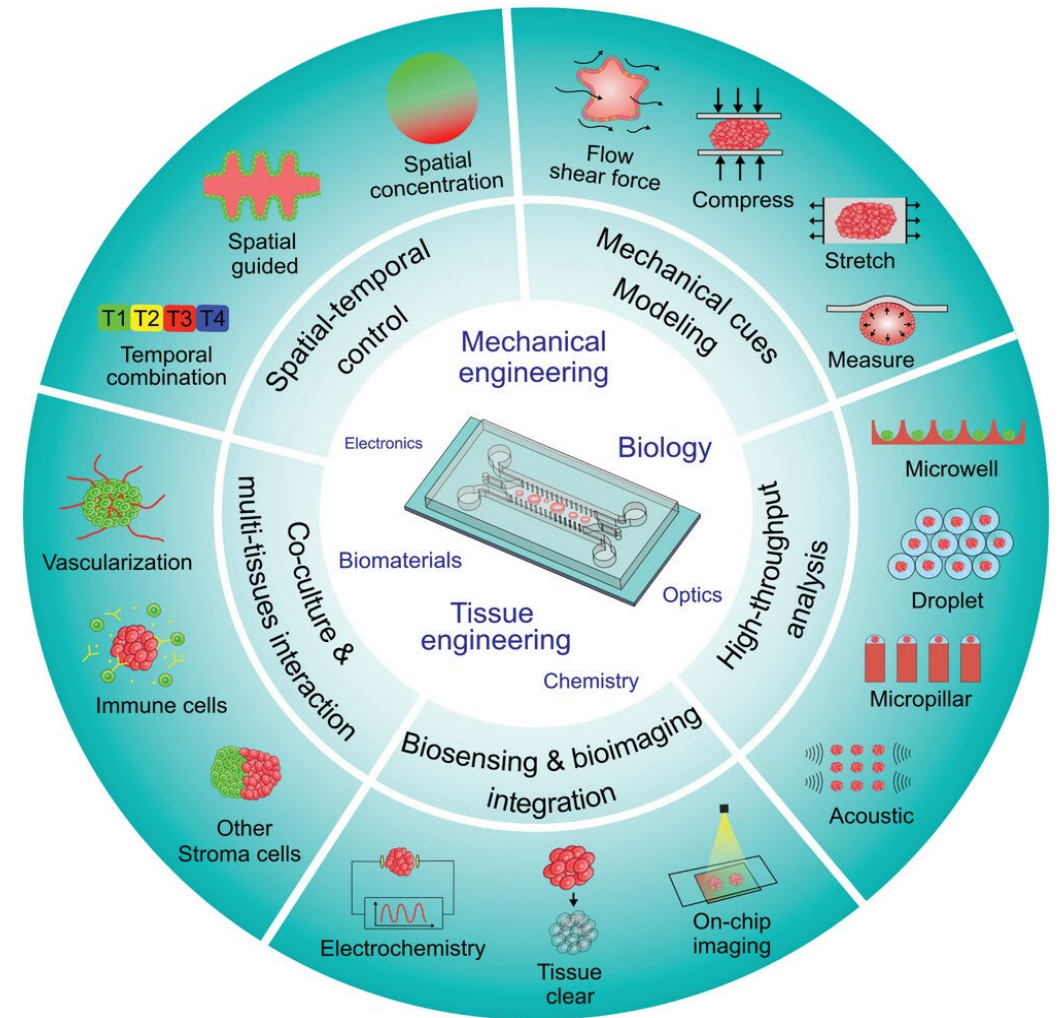 Spatial
concentration
Spatial
guided
T1 T2 T3 T4
Temporal
combination
Spatial-temporal
control
Flow
shear force
Compress
Stretch
Measure
Mechanical cues
Modeling
Microwell
Droplet
Micropillar
Acoustic
High-throughput
analysis
On-chip
imaging
Tissue
clear
Electrochemistry
Biosensing & bioimaging
integration
Other
Stroma cells
Immune cells
Vascularization
Co-culture &
multi-tissues interaction
Mechanical
engineering
Electronics
Biology
Biomaterials
Optics
Tissue
engineering
Chemistry